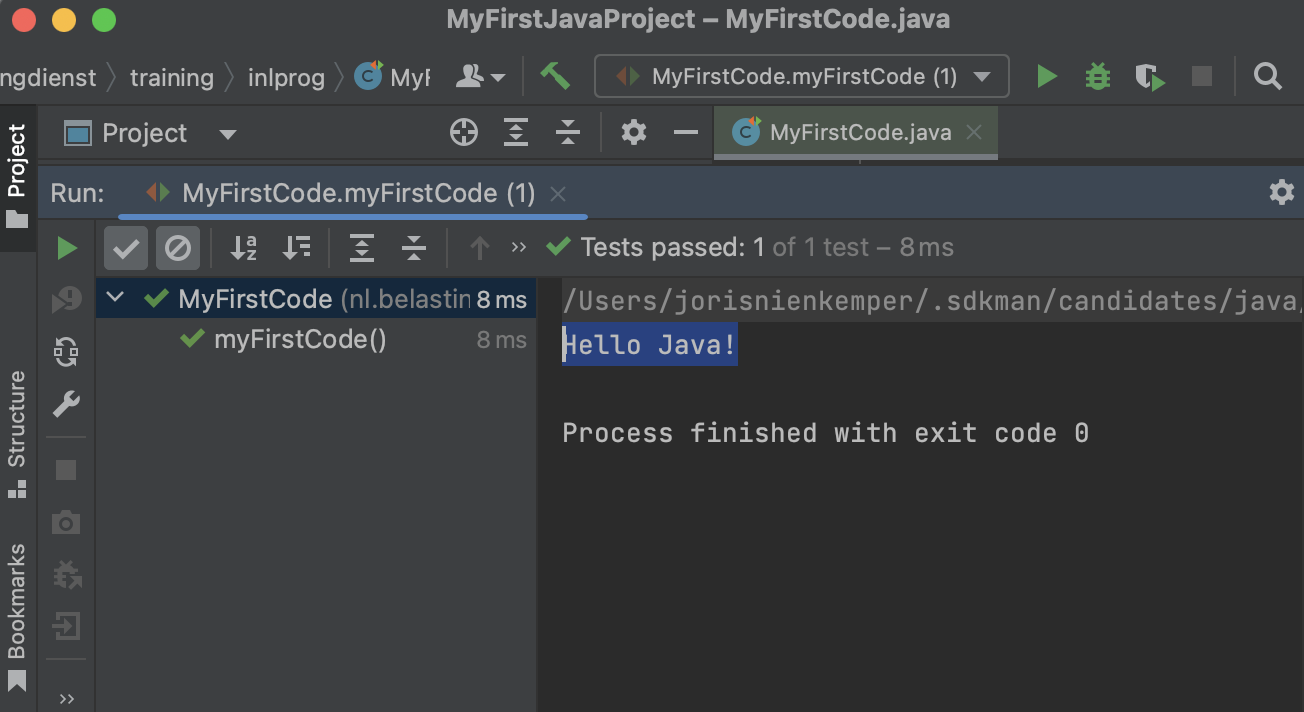 MyFirstJavaProject – MyFirstCode.java
ngdienst training inlprog MyF MyFirstCode.myFirstCode (1)
Project MyFirstCode.java
Project
Run: MyFirstCode.myFirstCode (1)
Tests passed: 1 of 1 test – 8 ms
MyFirstCode (nl.belastin 8 ms
myFirstCode() 8 ms
/Users/jorisnienkemper/.sdkman/candidates/java/
Hello Java!
Process finished with exit code 0
Structure
Bookmarks